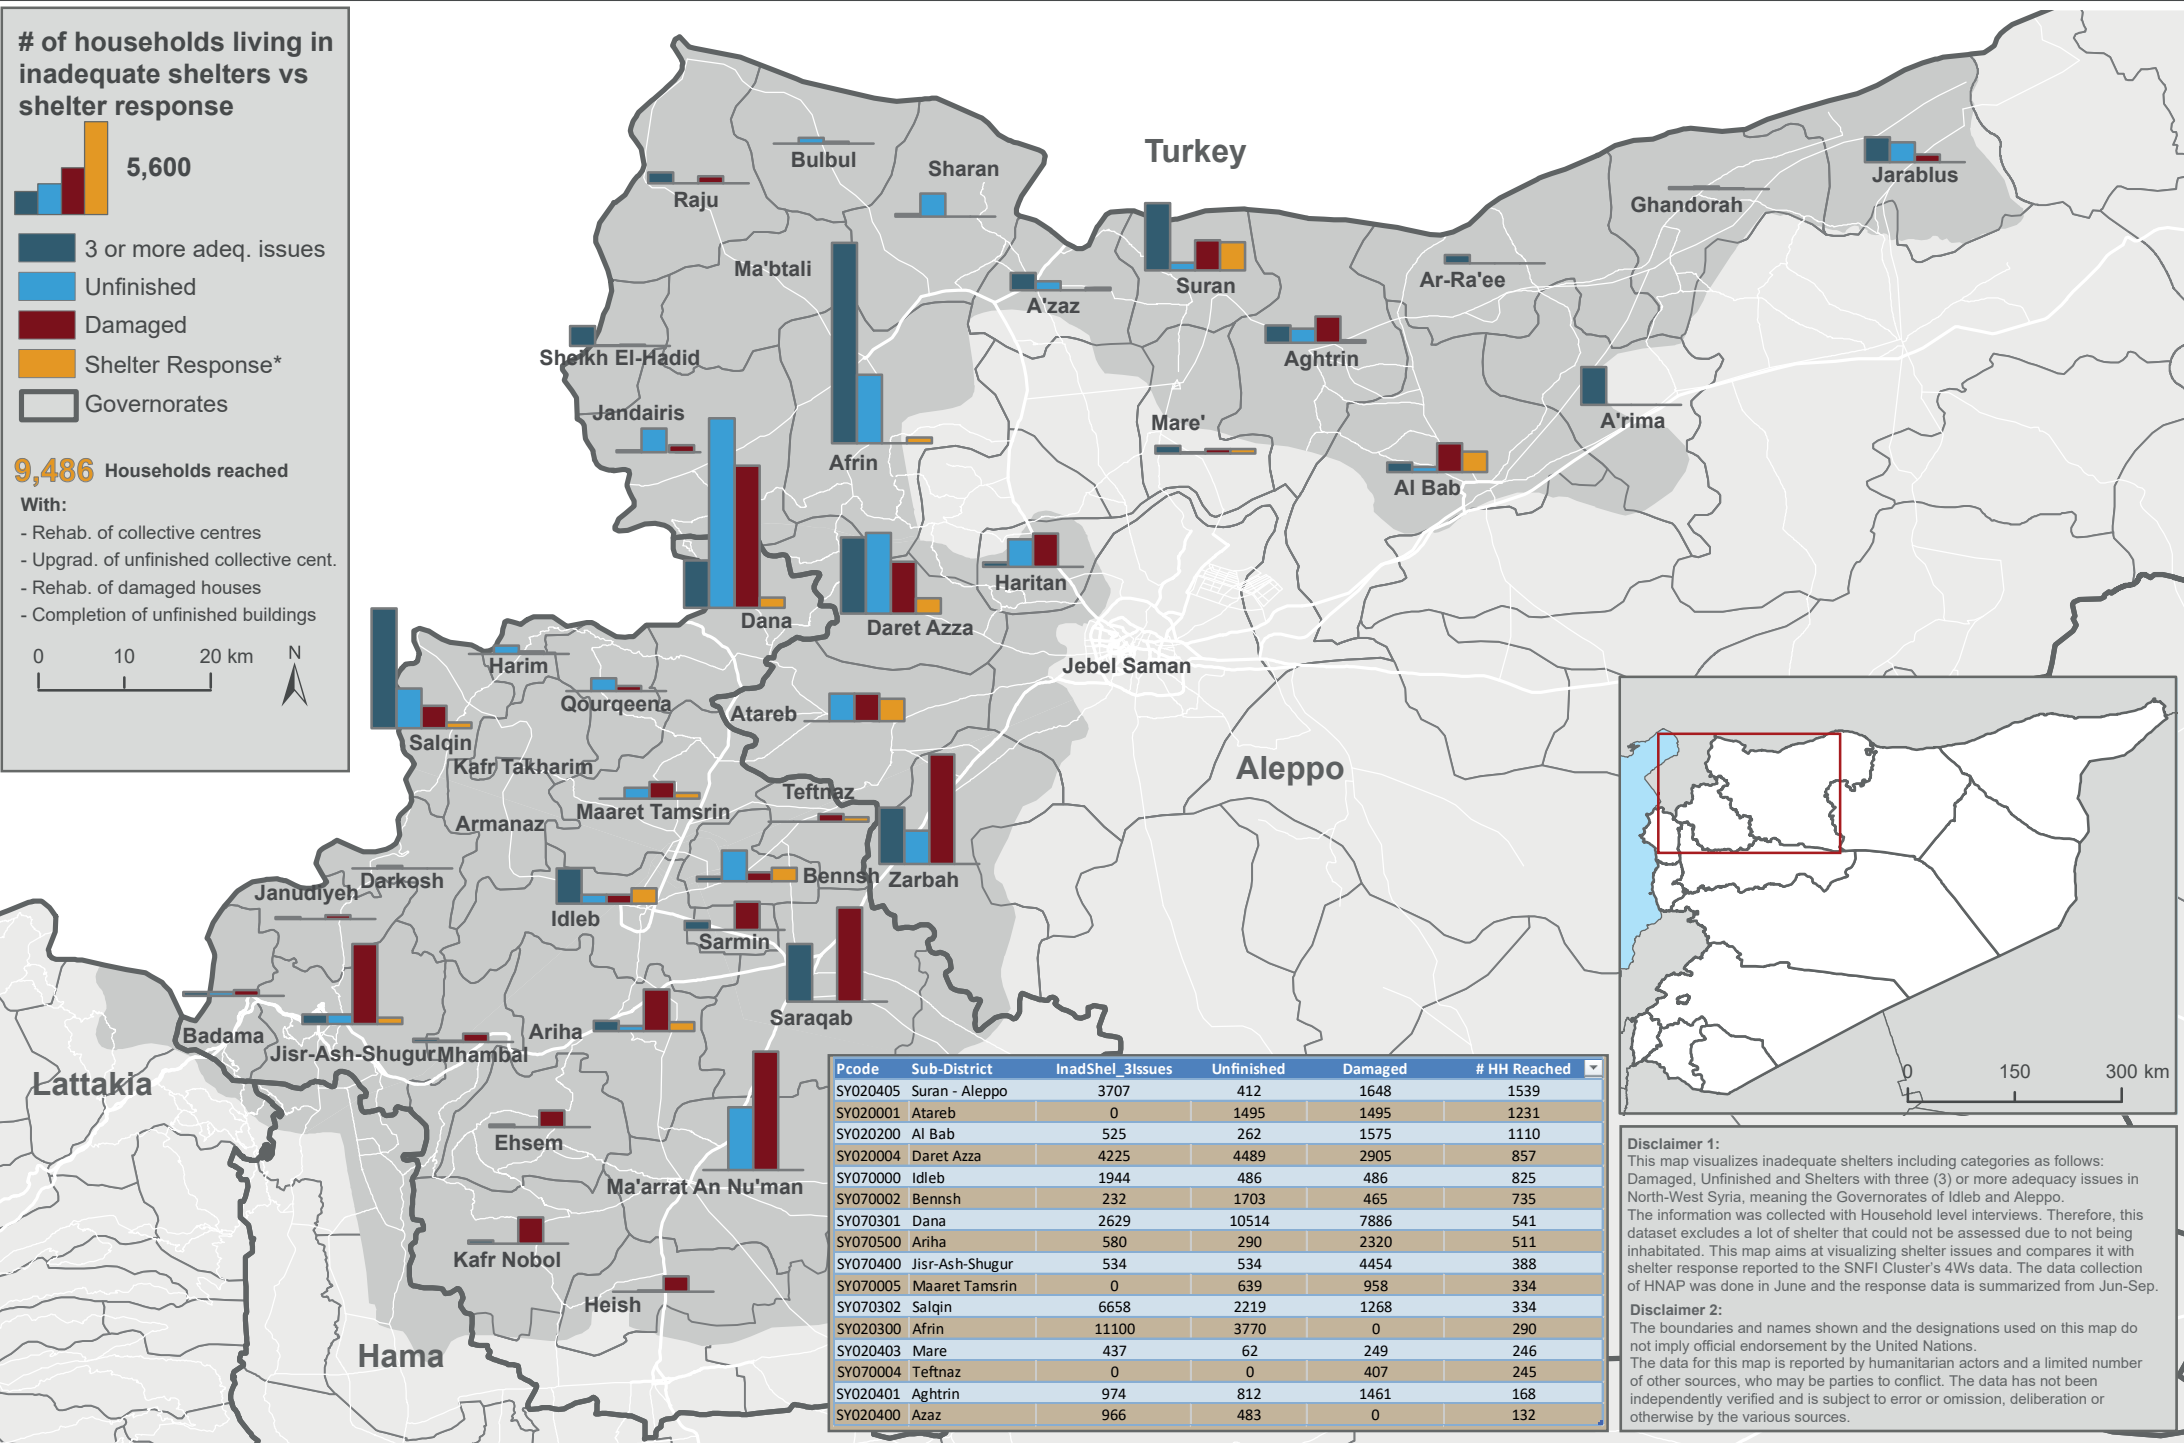 # of households living in
inadequate shelters vs
shelter response
5,600
3 or more adeq. issues
Unfinished
Damaged
Shelter Response*
Governorates
9,486 Households reached
With:
- Rehab. of collective centres
- Upgrad. of unfinished collective cent.
- Rehab. of damaged houses
- Completion of unfinished buildings
0 10 20 km N
Turkey
Bulbul
Sharan
Raju
Jarablus
Ghandorah
Ma'btali
Ar-Ra'ee
Suran
A'zaz
Sheikh El-Hadid
Aghtrin
Jandairis
Mare'
A'rima
Afrin
Al Bab
Haritan
Dana
Daret Azza
Harim
Jebel Saman
Qourqeena
Atareb
Salqin
Kafr Takharim
Aleppo
Teftnaz
Maaret Tamsrin
Armanaz
Bennsh
Zarbah
Darkosh
Janudiyeh
Idleb
Sarmin
Saraqab
Badama
Ariha
Jisr-Ash-Shugur
Mhambal
Lattakia
Ehsem
Ma'arrat An Nu'man
Kafr Nobol
Heish
Hama
0 150 300 km
Pcode Sub-District InadShel_3Issues Unfinished Damaged # HH Reached
SY020405 Suran - Aleppo 3707 412 1648 1539
SY020001 Atareb 0 1495 1495 1231
SY020200 Al Bab 525 262 1575 1110
SY020004 Daret Azza 4225 4489 2905 857
SY070000 Idleb 1944 486 486 825
SY070002 Bennsh 232 1703 465 735
SY070301 Dana 2629 10514 7886 541
SY070500 Ariha 580 290 2320 511
SY070400 Jisr-Ash-Shugur 534 534 4454 388
SY070005 Maaret Tamsrin 0 639 958 334
SY070302 Salqin 6658 2219 1268 334
SY020300 Afrin 11100 3770 0 290
SY020403 Mare 437 62 249 246
SY070004 Teftnaz 0 0 407 245
SY020401 Aghtrin 974 812 1461 168
SY020400 Azaz 966 483 0 132
Disclaimer 1:
This map visualizes inadequate shelters including categories as follows:
Damaged, Unfinished and Shelters with three (3) or more adequacy issues in
North-West Syria, meaning the Governorates of Idleb and Aleppo.
The information was collected with Household level interviews. Therefore, this
dataset excludes a lot of shelter that could not be assessed due to not being
inhabitated. This map aims at visualizing shelter issues and compares it with
shelter response reported to the SNFI Cluster's 4Ws data. The data collection
of HNAP was done in June and the response data is summarized from Jun-Sep.
Disclaimer 2:
The boundaries and names shown and the designations used on this map do
not imply official endorsement by the United Nations.
The data for this map is reported by humanitarian actors and a limited number
of other sources, who may be parties to conflict. The data has not been
independently verified and is subject to error or omission, deliberation or
otherwise by the various sources.